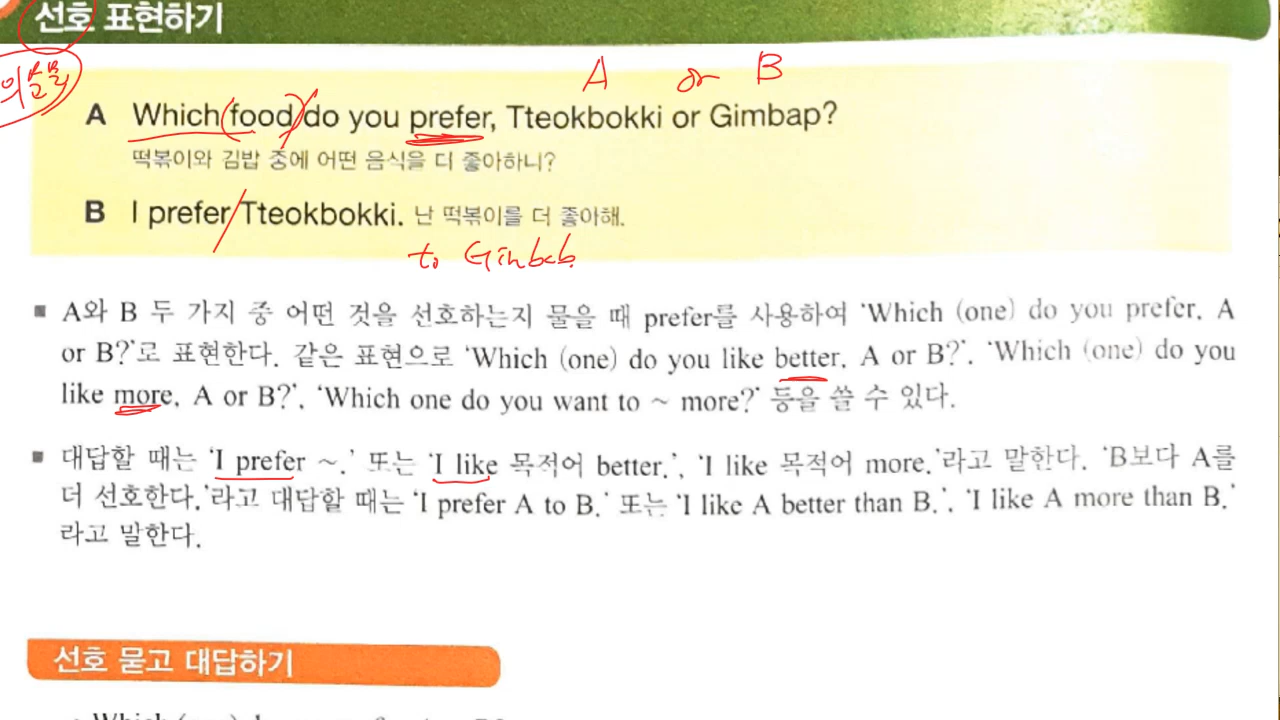 선호 표현하기
의문문
A or B
A Which (food) do you prefer, Tteokbokki or Gimbap?
떡볶이와 김밥 중에 어떤 음식을 더 좋아하니?
B I prefer Tteokbokki. 난 떡볶이를 더 좋아해.
to Ginbab.
A와 B 두 가지 중 어떤 것을 선호하는지 물을 때 prefer를 사용하여 ‘Which (one) do you prefer, A
or B?’로 표현한다. 같은 표현으로 ‘Which (one) do you like better, A or B?’, ‘Which (one) do you
like more, A or B?’, ‘Which one do you want to ~ more?’ 등을 쓸 수 있다.
대답할 때는 ‘I prefer ~.’ 또는 ‘I like 목적어 better.’, ‘I like 목적어 more.’라고 말한다. ‘B보다 A를
더 선호한다.’라고 대답할 때는 ‘I prefer A to B.’ 또는 ‘I like A better than B.’, ‘I like A more than B.’
라고 말한다.
선호 묻고 대답하기